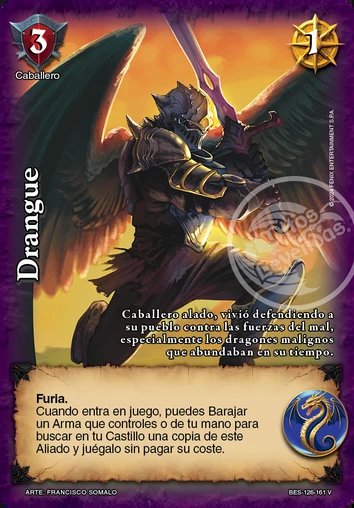 3
1
Caballero
Drangue
©2024 FENIX ENTERTAINMENT S.P.A.
Caballero alado, vivió defendiendo a
su pueblo contra las fuerzas del mal,
especialmente los dragones malignos
que abundaban en su tiempo.
Furia.
Cuando entra en juego, puedes Barajar
un Arma que controles o de tu mano para
buscar en tu Castillo una copia de este
Aliado y juégalo sin pagar su coste.
ARTE: FRANCISCO SOMALO
BES-126-161 V